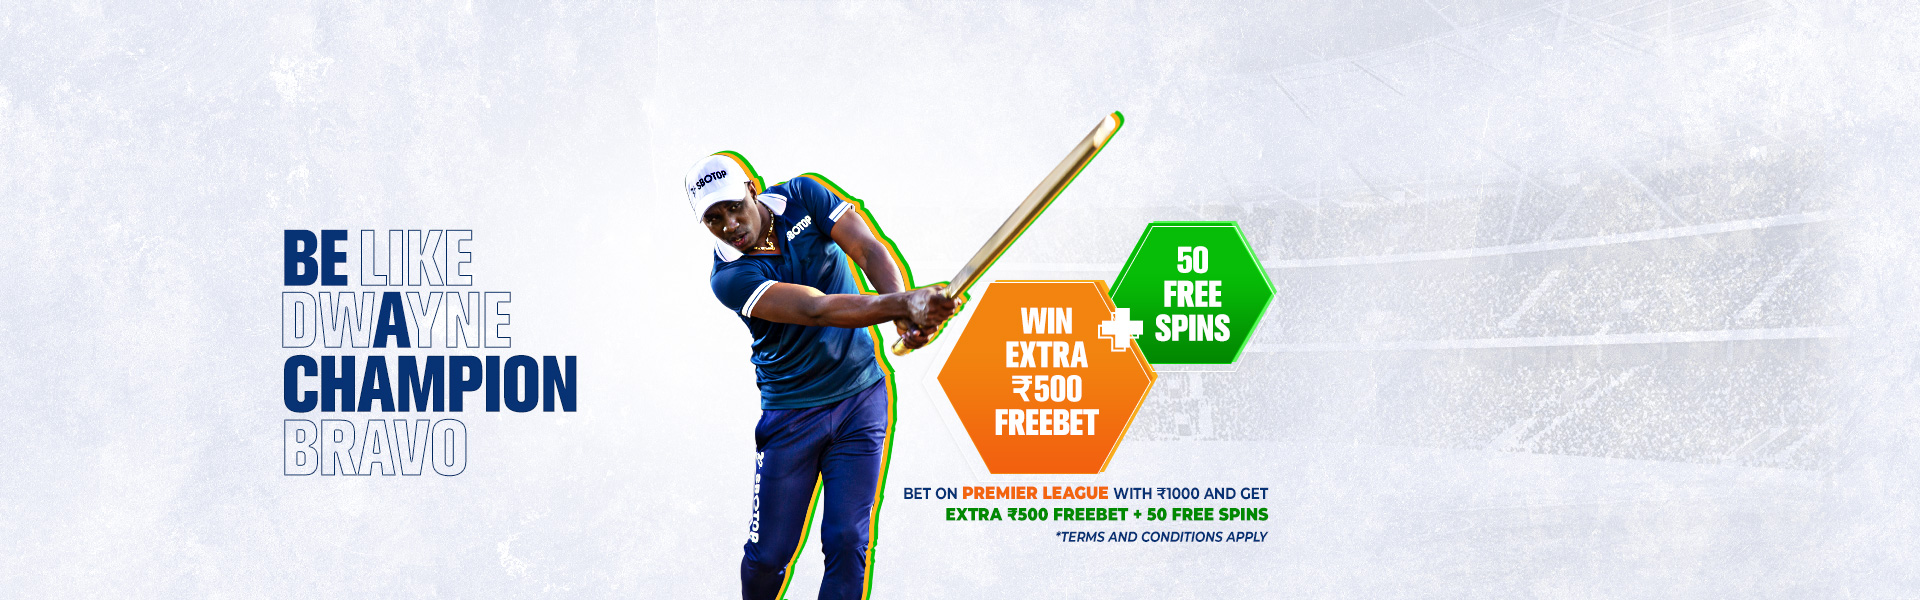 BE LIKE
DWAYNE
CHAMPION
BRAVO
SBOTOP
SBOTOP
SBOTOP
WIN
EXTRA
₹500
FREEBET
50
FREE
SPINS
BET ON PREMIER LEAGUE WITH ₹1000 AND GET
EXTRA ₹500 FREEBET + 50 FREE SPINS
*TERMS AND CONDITIONS APPLY